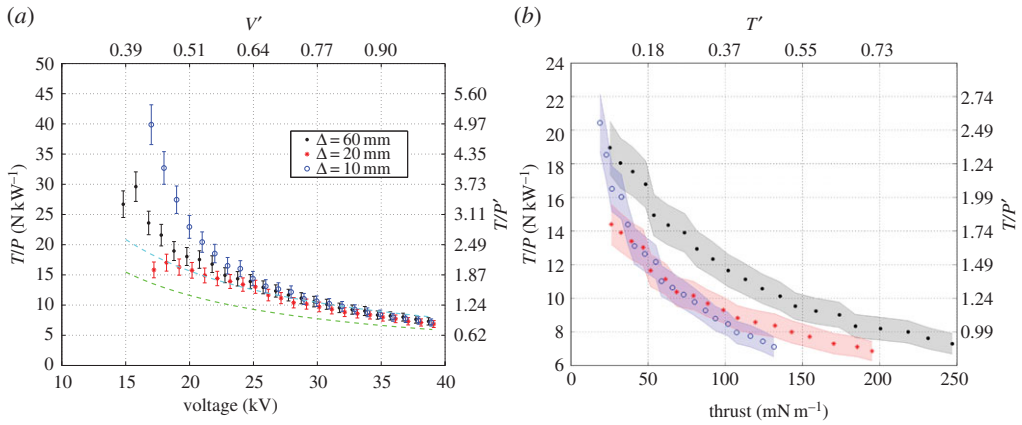 (a)
V′
0.39 0.51 0.64 0.77 0.90
50
45
40
35
30
25
20
15
10
5
0
T/P (N kW−1)
5.60
4.97
4.35
3.73
3.11
2.49
1.87
1.24
0.62
T/P′
Δ = 60 mm
Δ = 20 mm
Δ = 10 mm
10 15 20 25 30 35 40
voltage (kV)
(b)
T′
0.18 0.37 0.55 0.73
24
22
20
18
16
14
12
10
8
6
T/P (N kW−1)
2.74
2.49
2.24
1.99
1.74
1.49
1.24
0.99
T/P′
0 50 100 150 200 250
thrust (mN m−1)